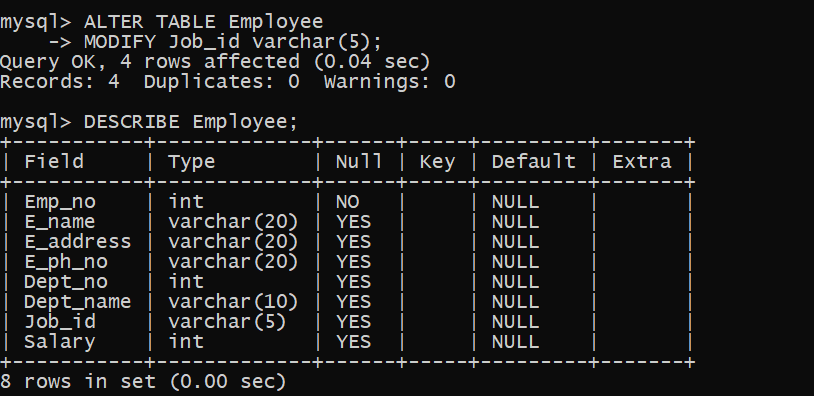 mysql> ALTER TABLE Employee
    -> MODIFY Job_id varchar(5);
Query OK, 4 rows affected (0.04 sec)
Records: 4  Duplicates: 0  Warnings: 0

mysql> DESCRIBE Employee;
+-----------+-------------+------+-----+---------+-------+
| Field     | Type        | Null | Key | Default | Extra |
+-----------+-------------+------+-----+---------+-------+
| Emp_no    | int         | NO   |     | NULL    |       |
| E_name    | varchar(20) | YES  |     | NULL    |       |
| E_address | varchar(20) | YES  |     | NULL    |       |
| E_ph_no   | varchar(20) | YES  |     | NULL    |       |
| Dept_no   | int         | YES  |     | NULL    |       |
| Dept_name | varchar(10) | YES  |     | NULL    |       |
| Job_id    | varchar(5)  | YES  |     | NULL    |       |
| Salary    | int         | YES  |     | NULL    |       |
+-----------+-------------+------+-----+---------+-------+
8 rows in set (0.00 sec)